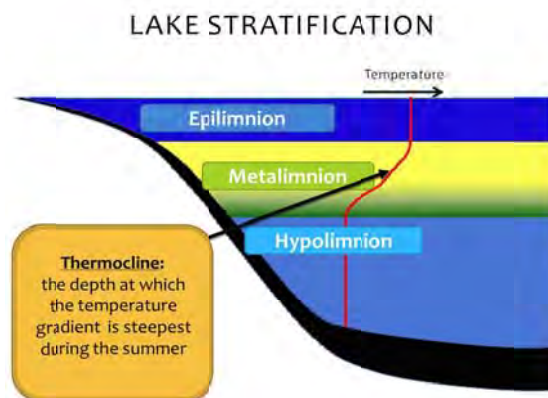 LAKE STRATIFICATION
Temperature
Epilimnion
Metalimnion
Hypolimnion
Thermocline:
the depth at which
the temperature
gradient is steepest
during the summer